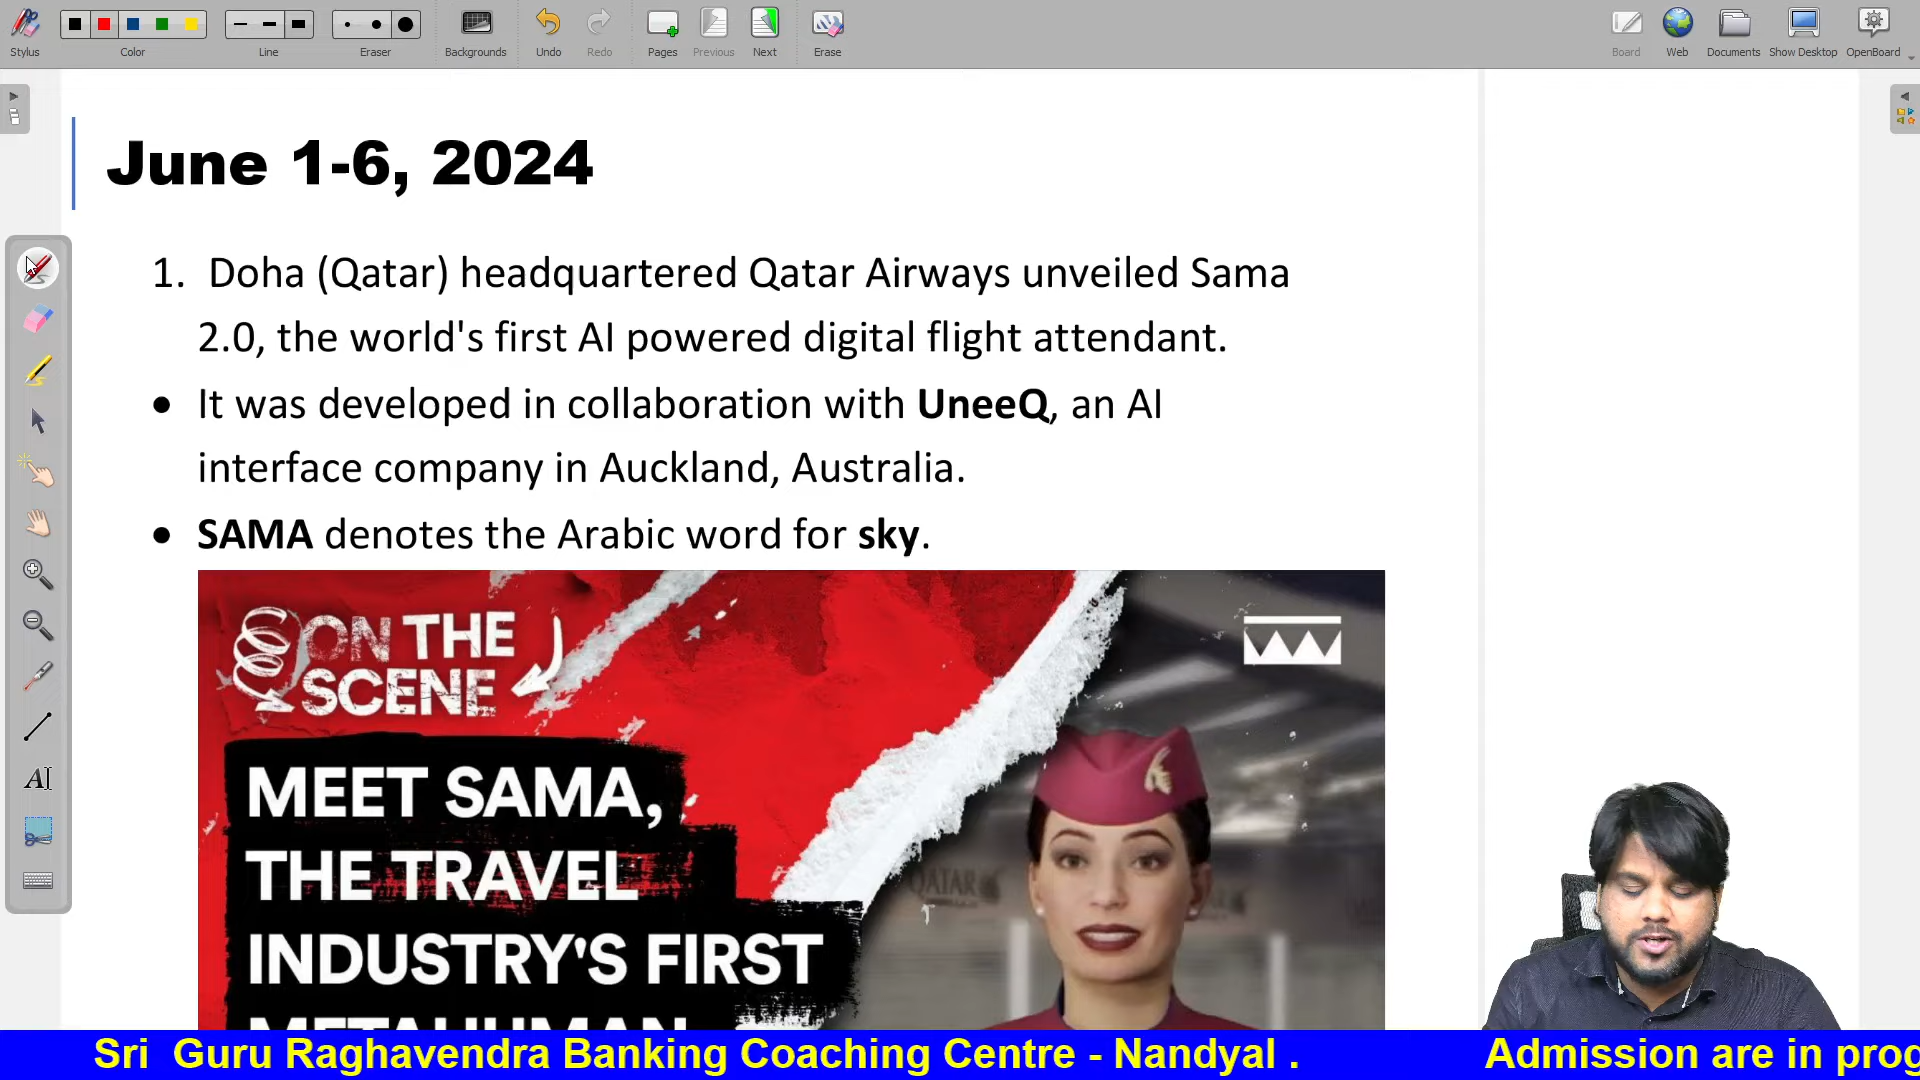 Stylus
Color
Line
Eraser
Backgrounds
Undo
Redo
Pages
Previous
Next
Erase
Board
Web
Documents
Show Desktop
OpenBoard
June 1-6, 2024
1. Doha (Qatar) headquartered Qatar Airways unveiled Sama
2.0, the world's first AI powered digital flight attendant.
• It was developed in collaboration with UneeQ, an AI
interface company in Auckland, Australia.
• SAMA denotes the Arabic word for sky.
ON THE
SCENE
MEET SAMA,
THE TRAVEL
INDUSTRY'S FIRST
METAHUMAN
QATAR
AI
Sri Guru Raghavendra Banking Coaching Centre - Nandyal .
Admission are in prog